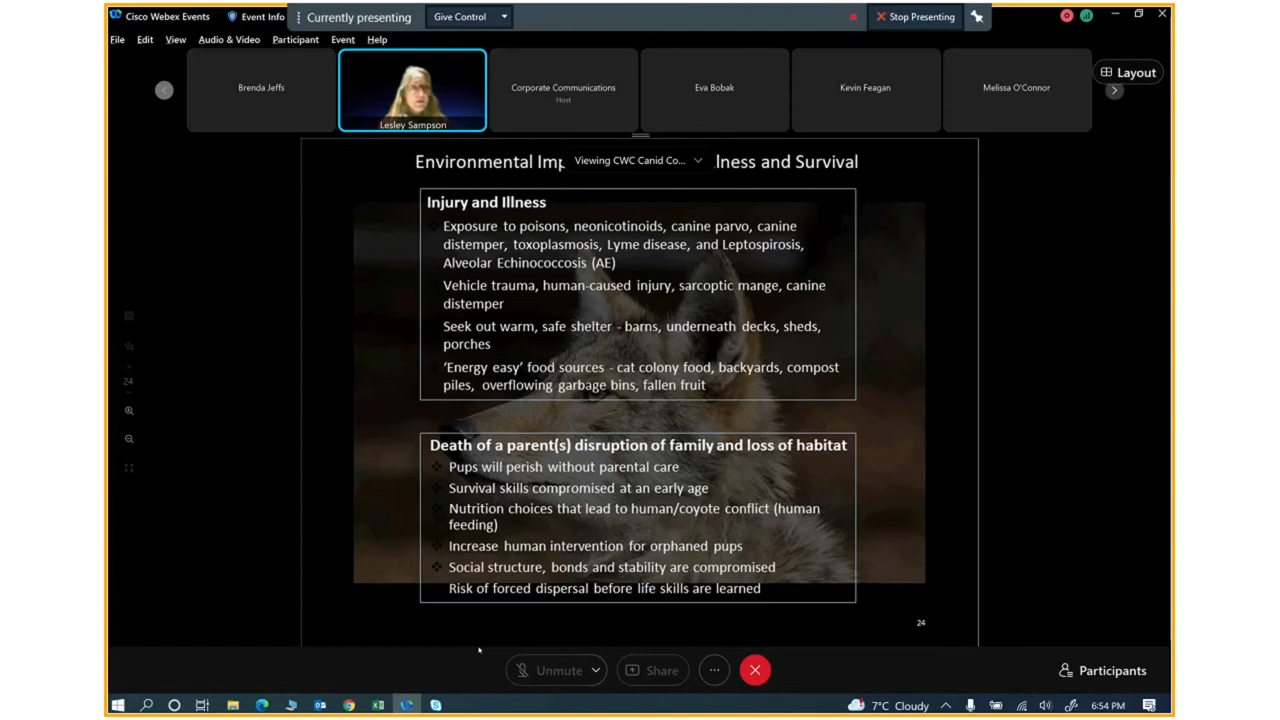 Cisco Webex Events
Event Info
Currently presenting
Give Control
Stop Presenting
File Edit View Audio & Video Participant Event Help
Layout
Brenda Jeffs
Lesley Sampson
Corporate Communications
Host
Eva Bobak
Kevin Feagan
Melissa O'Connor
Environmental Imp
Viewing CWC Canid Co...
lness and Survival
Injury and Illness
Exposure to poisons, neonicotinoids, canine parvo, canine
distemper, toxoplasmosis, Lyme disease, and Leptospirosis,
Alveolar Echinococcosis (AE)
Vehicle trauma, human-caused injury, sarcoptic mange, canine
distemper
Seek out warm, safe shelter - barns, underneath decks, sheds,
porches
‘Energy easy’ food sources - cat colony food, backyards, compost
piles, overflowing garbage bins, fallen fruit
Death of a parent(s) disruption of family and loss of habitat
Pups will perish without parental care
Survival skills compromised at an early age
Nutrition choices that lead to human/coyote conflict (human
feeding)
Increase human intervention for orphaned pups
Social structure, bonds and stability are compromised
Risk of forced dispersal before life skills are learned
24
24
Unmute
Share
Participants
7°C Cloudy
6:54 PM